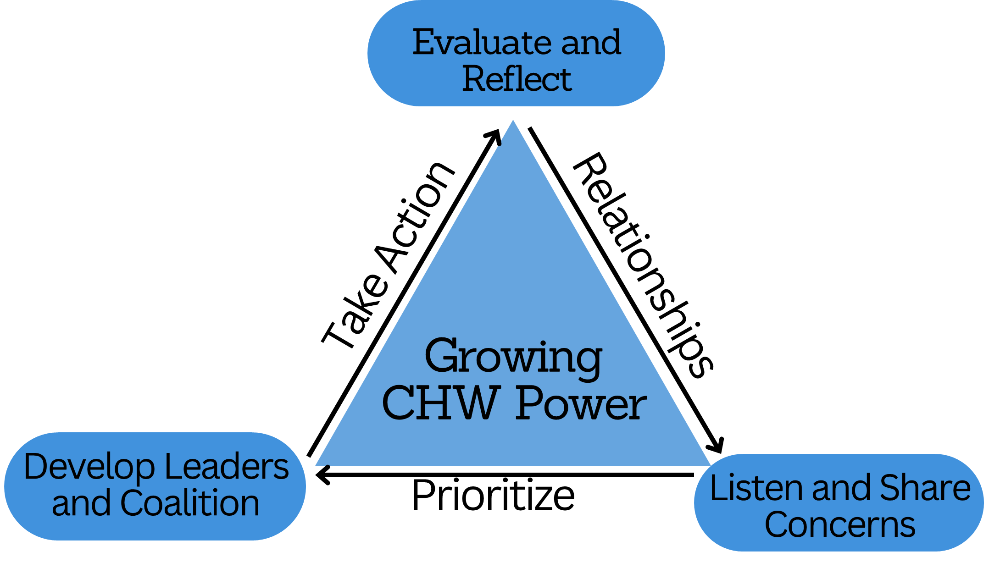 Evaluate and
Reflect
Take Action
Relationships
Growing
CHW Power
Develop Leaders
and Coalition
Prioritize
Listen and Share
Concerns